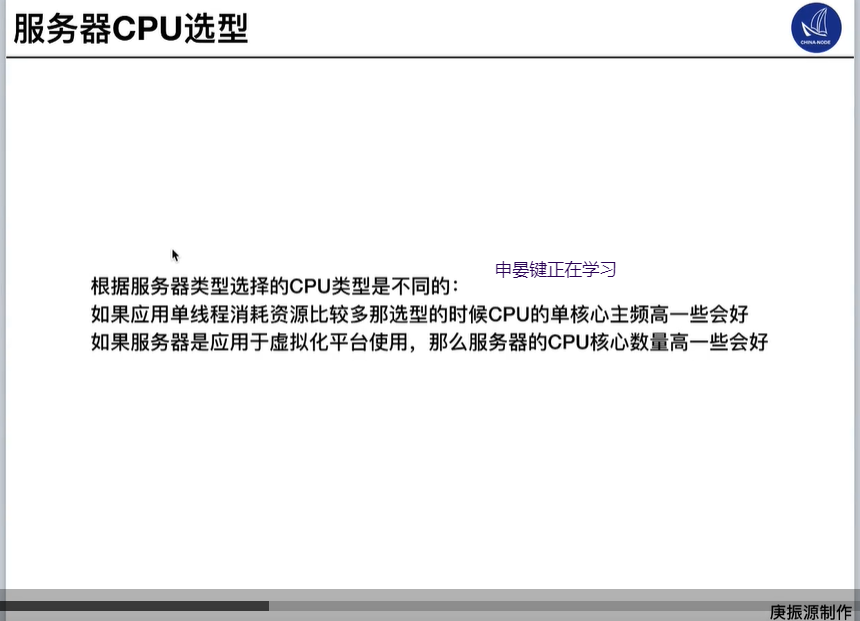 服务器CPU选型
CHINA-NODE
申晏键正在学习
根据服务器类型选择的CPU类型是不同的：
如果应用单线程消耗资源比较多那选型的时候CPU的单核心主频高一些会好
如果服务器是应用于虚拟化平台使用，那么服务器的CPU核心数量高一些会好
庚振源制作